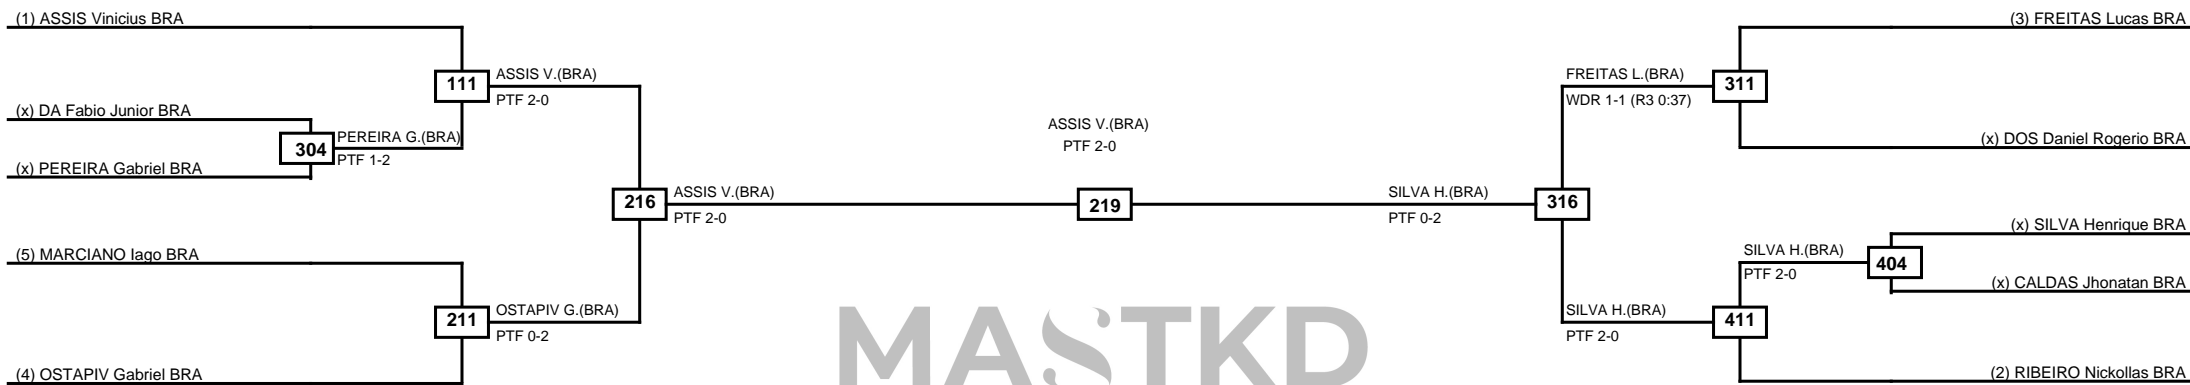 (1) ASSIS Vinicius BRA
(x) DA Fabio Junior BRA
(x) PEREIRA Gabriel BRA
(5) MARCIANO Iago BRA
(4) OSTAPIV Gabriel BRA
304
PEREIRA G.(BRA)
PTF 1-2
111
ASSIS V.(BRA)
PTF 2-0
211
OSTAPIV G.(BRA)
PTF 0-2
216
ASSIS V.(BRA)
PTF 2-0
ASSIS V.(BRA)
PTF 2-0
219
SILVA H.(BRA)
PTF 0-2
316
FREITAS L.(BRA)
WDR 1-1 (R3 0:37)
311
SILVA H.(BRA)
PTF 2-0
411
SILVA H.(BRA)
PTF 2-0
404
(3) FREITAS Lucas BRA
(x) DOS Daniel Rogerio BRA
(x) SILVA Henrique BRA
(x) CALDAS Jhonatan BRA
(2) RIBEIRO Nickollas BRA
MASTKD